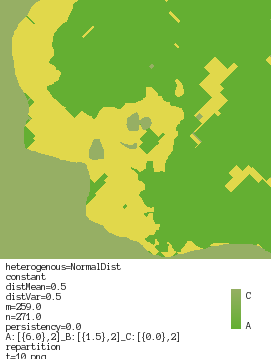 heterogenous=NormalDist
constant
distMean=0.5
distVar=0.5
m=259.0
n=271.0
persistency=0.0
A:[{6.0},2]_B:[{1.5},2]_C:[{0.0},2]
repartition
t=10.png
C
A